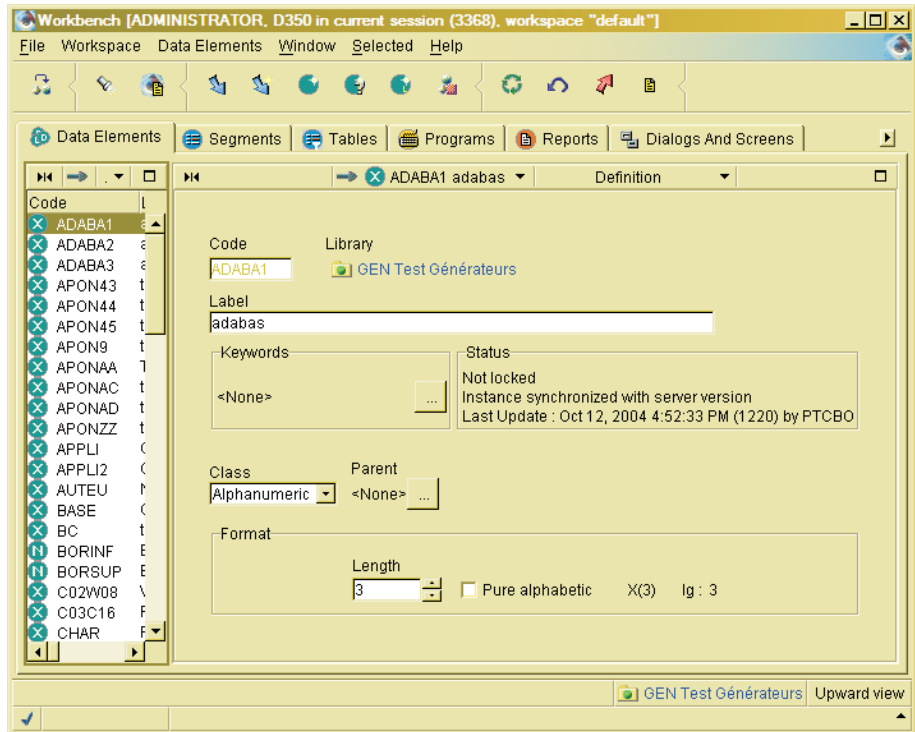 Workbench [ADMINISTRATOR, D350 in current session (3368), workspace "default"]
File Workspace Data Elements Window Selected Help
Data Elements Segments Tables Programs Reports Dialogs And Screens
ADABA1 adabas Definition
Code L
ADABA1 a
ADABA2 a
ADABA3 a
APON43 t
APON44 t
APON45 t
APON9 t
APONAA T
APONAC t
APONAD t
APONZZ t
APPLI
APPLI2
AUTEU
BASE
BC t
BORINF
BORSUP
C02W08
C03C16
CHAR
Code Library
ADABA1 GEN Test Générateurs
Label
adabas
Keywords
<None> ...
Status
Not locked
Instance synchronized with server version
Last Update : Oct 12, 2004 4:52:33 PM (1220) by PTCBO
Class Parent
Alphanumeric <None> ...
Format
Length
3 Pure alphabetic X(3) lg : 3
GEN Test Générateurs Upward view